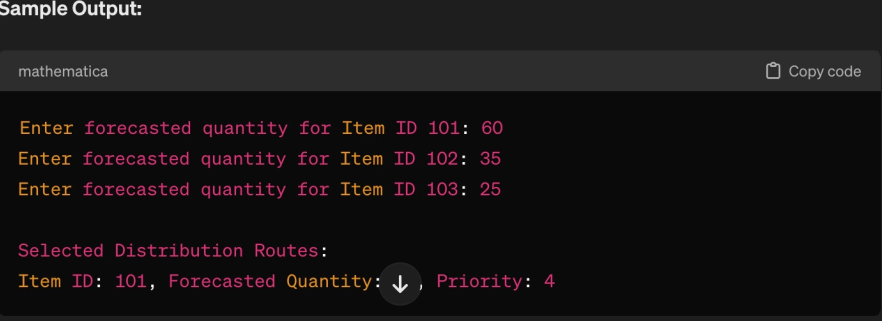 Sample Output:
mathematica Copy code
Enter forecasted quantity for Item ID 101: 60
Enter forecasted quantity for Item ID 102: 35
Enter forecasted quantity for Item ID 103: 25
Selected Distribution Routes:
Item ID: 101, Forecasted Quantity: , Priority: 4